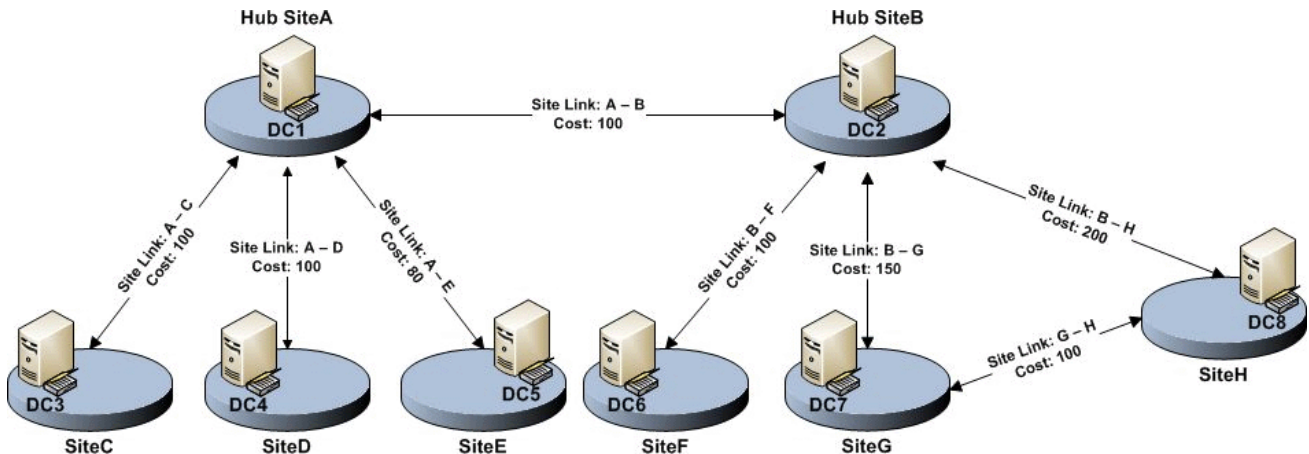 Hub SiteA
Hub SiteB
DC1
Site Link: A – B
Cost: 100
DC2
Site Link: A – C
Cost: 100
Site Link: A – D
Cost: 100
Site Link: A – E
Cost: 80
Site Link: B – F
Cost: 100
Site Link: B – G
Cost: 150
Site Link: B – H
Cost: 200
Site Link: G – H
Cost: 100
DC8
SiteH
DC3
DC4
DC5
DC6
DC7
SiteC
SiteD
SiteE
SiteF
SiteG